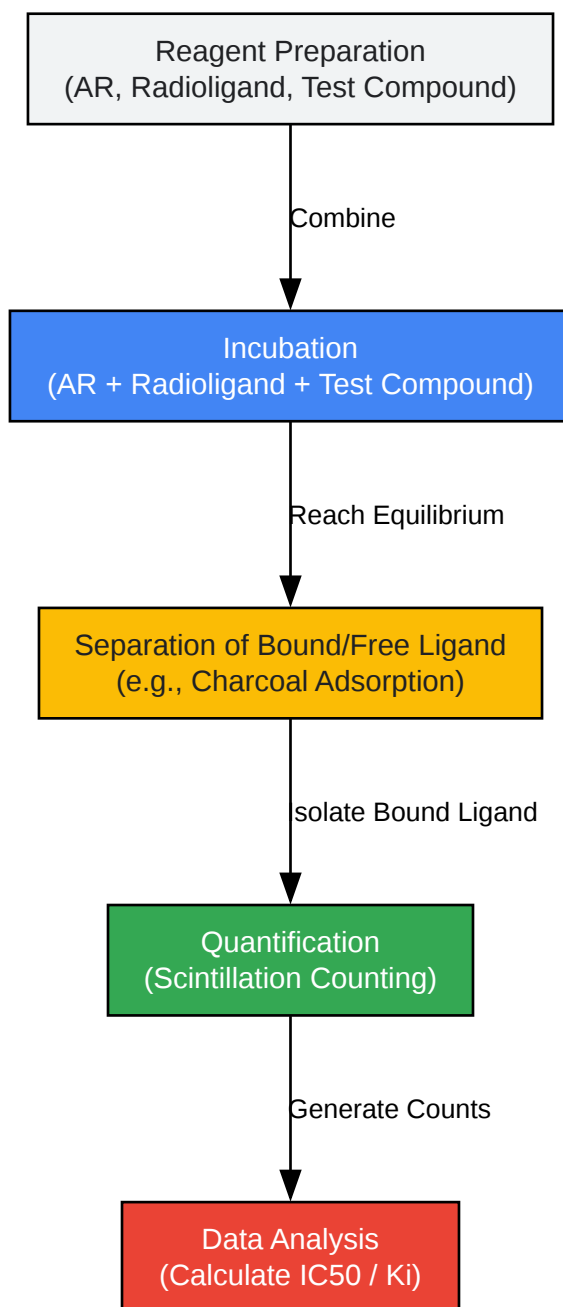 Reagent Preparation
(AR, Radioligand, Test Compound)
Combine
Incubation
(AR + Radioligand + Test Compound)
Reach Equilibrium
Separation of Bound/Free Ligand
(e.g., Charcoal Adsorption)
Isolate Bound Ligand
Quantification
(Scintillation Counting)
Generate Counts
Data Analysis
(Calculate IC50 / Ki)